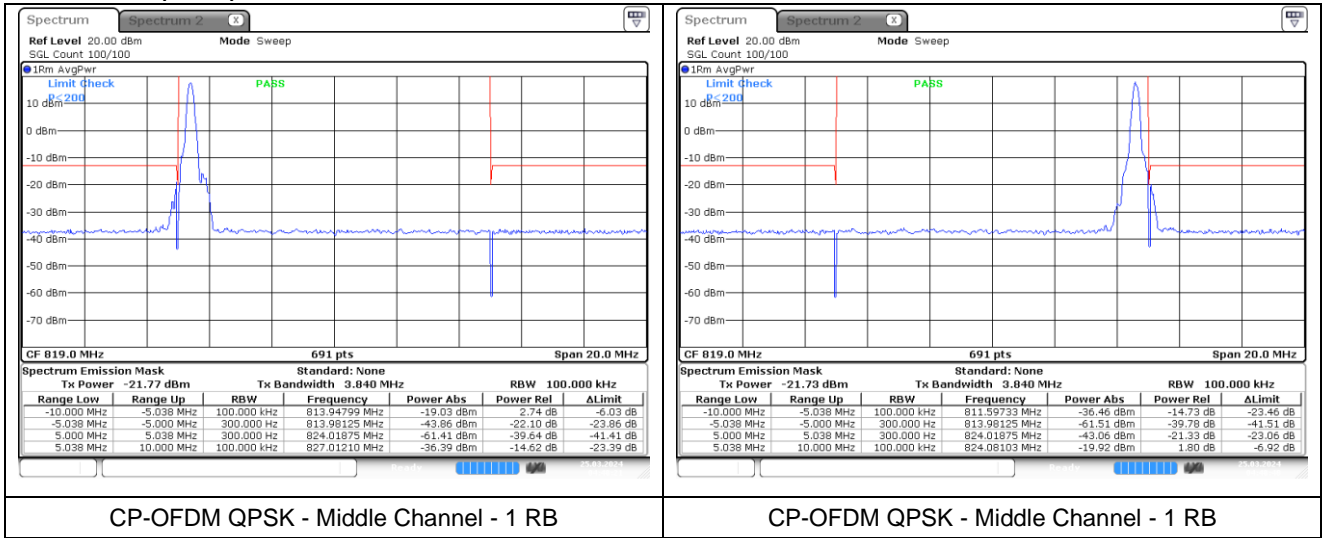 Spectrum Spectrum 2 X
Ref Level 20.00 dBm Mode Sweep
SGL Count 100/100
1Rm AvgPwr
Limit Check PASS
P<200
10 dBm
0 dBm
-10 dBm
-20 dBm
-30 dBm
-40 dBm
-50 dBm
-60 dBm
-70 dBm
CF 819.0 MHz 691 pts Span 20.0 MHz
Spectrum Emission Mask Standard: None
Tx Power -21.77 dBm Tx Bandwidth 3.840 MHz RBW 100.000 kHz
Range Low Range Up RBW Frequency Power Abs Power Rel ΔLimit
-10.000 MHz -5.038 MHz 100.000 kHz 813.94799 MHz -19.03 dBm 2.74 dB -6.03 dB
-5.038 MHz -5.000 MHz 300.000 Hz 813.98125 MHz -43.86 dBm -22.10 dB -23.86 dB
5.000 MHz 5.038 MHz 300.000 Hz 824.01875 MHz -61.41 dBm -39.64 dB -41.41 dB
5.038 MHz 10.000 MHz 100.000 kHz 827.01210 MHz -36.39 dBm -14.62 dB -23.39 dB
Ready 25.03.2024
CP-OFDM QPSK - Middle Channel - 1 RB
Spectrum Spectrum 2 X
Ref Level 20.00 dBm Mode Sweep
SGL Count 100/100
1Rm AvgPwr
Limit Check PASS
P<200
10 dBm
0 dBm
-10 dBm
-20 dBm
-30 dBm
-40 dBm
-50 dBm
-60 dBm
-70 dBm
CF 819.0 MHz 691 pts Span 20.0 MHz
Spectrum Emission Mask Standard: None
Tx Power -21.73 dBm Tx Bandwidth 3.840 MHz RBW 100.000 kHz
Range Low Range Up RBW Frequency Power Abs Power Rel ΔLimit
-10.000 MHz -5.038 MHz 100.000 kHz 811.59733 MHz -36.46 dBm -14.73 dB -23.46 dB
-5.038 MHz -5.000 MHz 300.000 Hz 813.98125 MHz -61.51 dBm -39.78 dB -41.51 dB
5.000 MHz 5.038 MHz 300.000 Hz 824.01875 MHz -43.06 dBm -21.33 dB -23.06 dB
5.038 MHz 10.000 MHz 100.000 kHz 824.08103 MHz -19.92 dBm 1.80 dB -6.92 dB
Ready 25.03.2024
CP-OFDM QPSK - Middle Channel - 1 RB